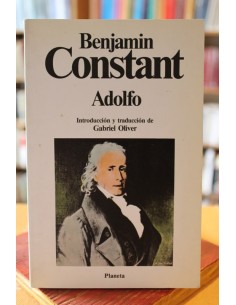 Benjamin
Constant
Adolfo
Introducción y traducción de
Gabriel Oliver
Planeta